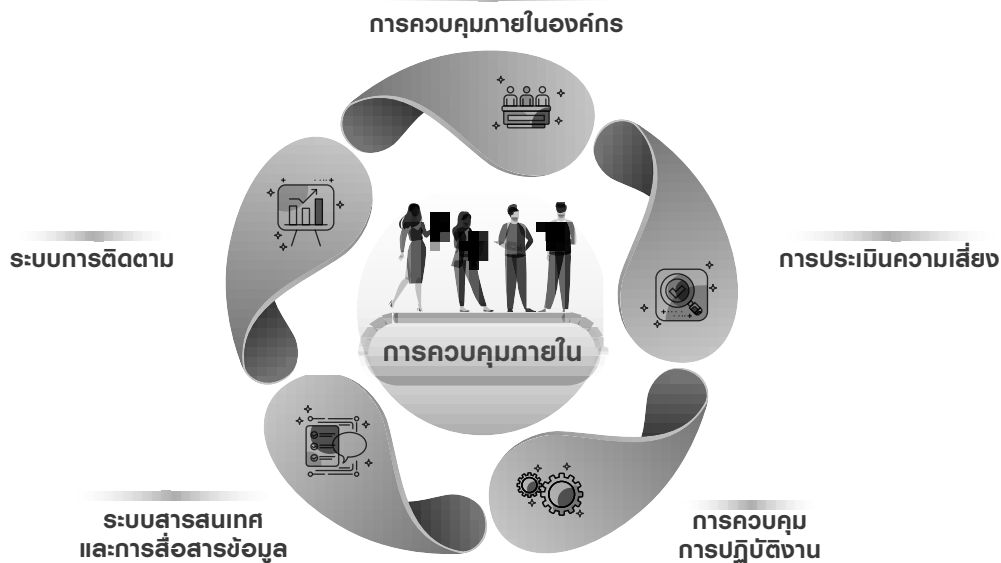 การควบคุมภายในองค์กร
ระบบการติดตาม
การประเมินความเสี่ยง
การควบคุมภายใน
ระบบสารสนเทศ
และการสื่อสารข้อมูล
การควบคุม
การปฏิบัติงาน